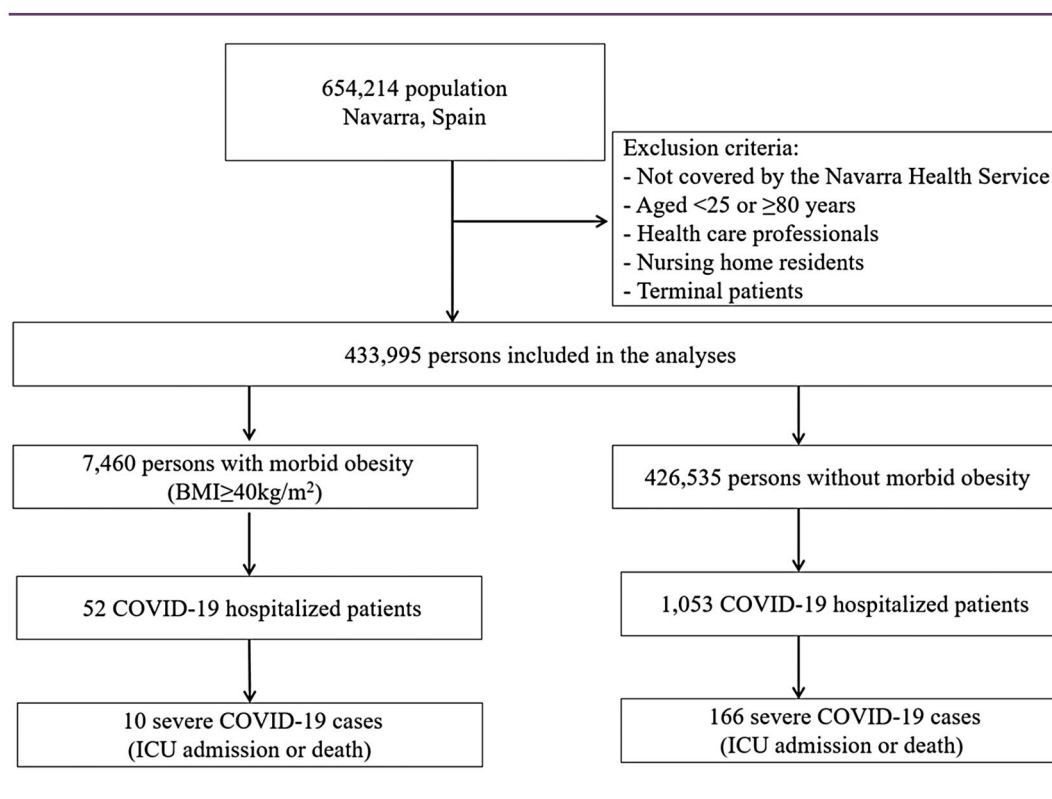 654,214 population
Navarra, Spain
Exclusion criteria:
- Not covered by the Navarra Health Service
- Aged <25 or ≥80 years
- Health care professionals
- Nursing home residents
- Terminal patients
433,995 persons included in the analyses
7,460 persons with morbid obesity
(BMI≥40kg/m²)
426,535 persons without morbid obesity
52 COVID-19 hospitalized patients
1,053 COVID-19 hospitalized patients
10 severe COVID-19 cases
(ICU admission or death)
166 severe COVID-19 cases
(ICU admission or death)